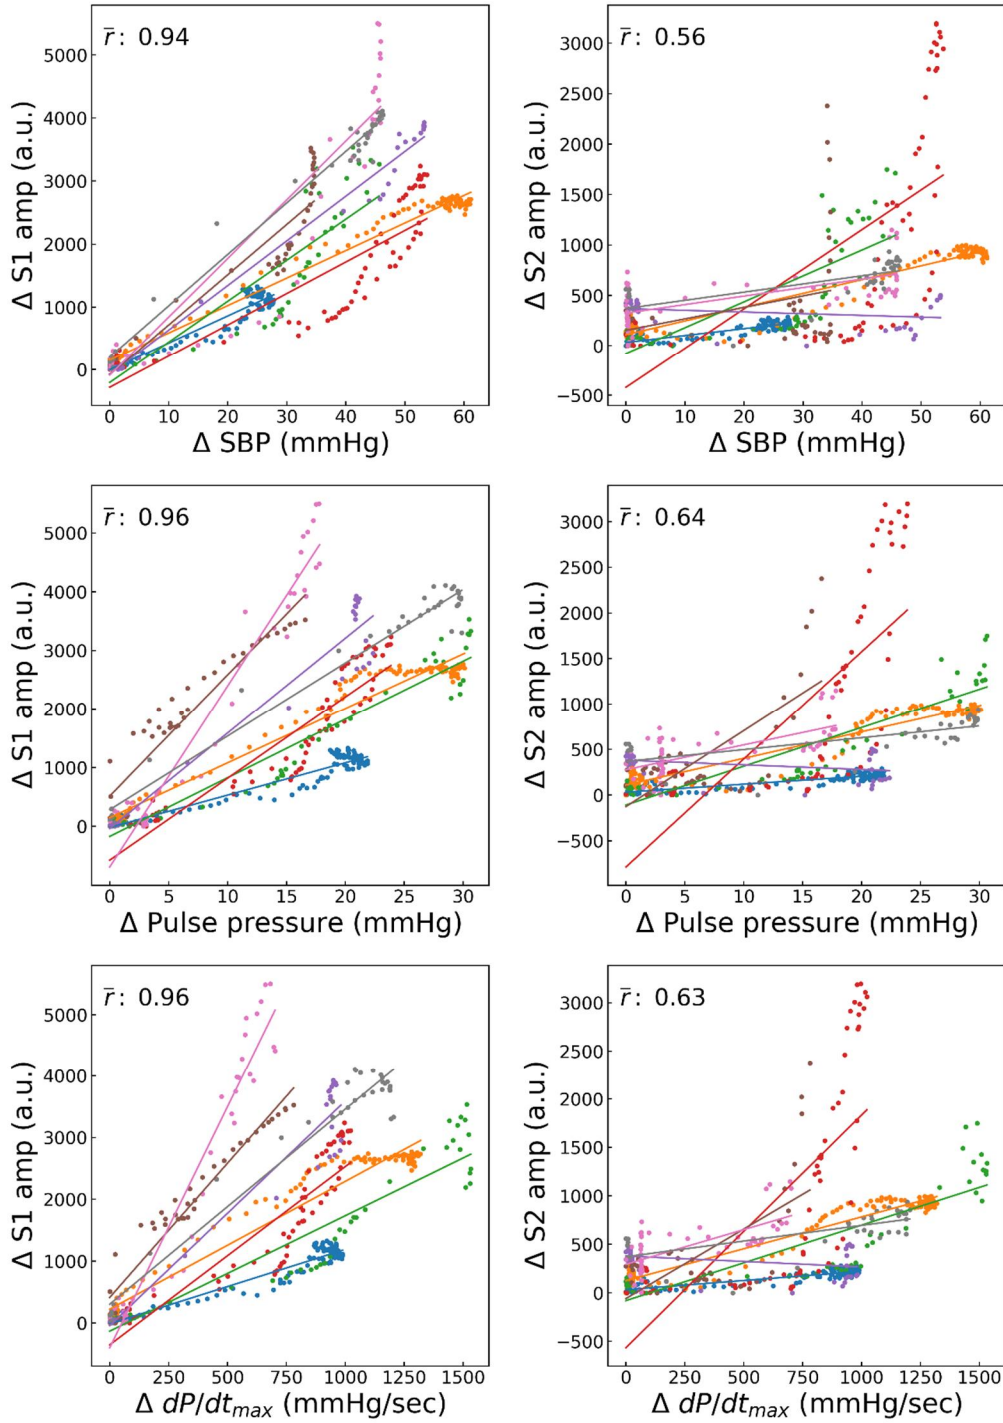 r̄ : 0.94
Δ S1 amp (a.u.)
5000
4000
3000
2000
1000
0
0 10 20 30 40 50 60
Δ SBP (mmHg)
r̄ : 0.56
Δ S2 amp (a.u.)
3000
2500
2000
1500
1000
500
0
−500
0 10 20 30 40 50 60
Δ SBP (mmHg)
r̄ : 0.96
Δ S1 amp (a.u.)
5000
4000
3000
2000
1000
0
0 5 10 15 20 25 30
Δ Pulse pressure (mmHg)
r̄ : 0.64
Δ S2 amp (a.u.)
3000
2500
2000
1500
1000
500
0
−500
0 5 10 15 20 25 30
Δ Pulse pressure (mmHg)
r̄ : 0.96
Δ S1 amp (a.u.)
5000
4000
3000
2000
1000
0
0 250 500 750 1000 1250 1500
Δ dP/dt_max (mmHg/sec)
r̄ : 0.63
Δ S2 amp (a.u.)
3000
2500
2000
1500
1000
500
0
−500
0 250 500 750 1000 1250 1500
Δ dP/dt_max (mmHg/sec)